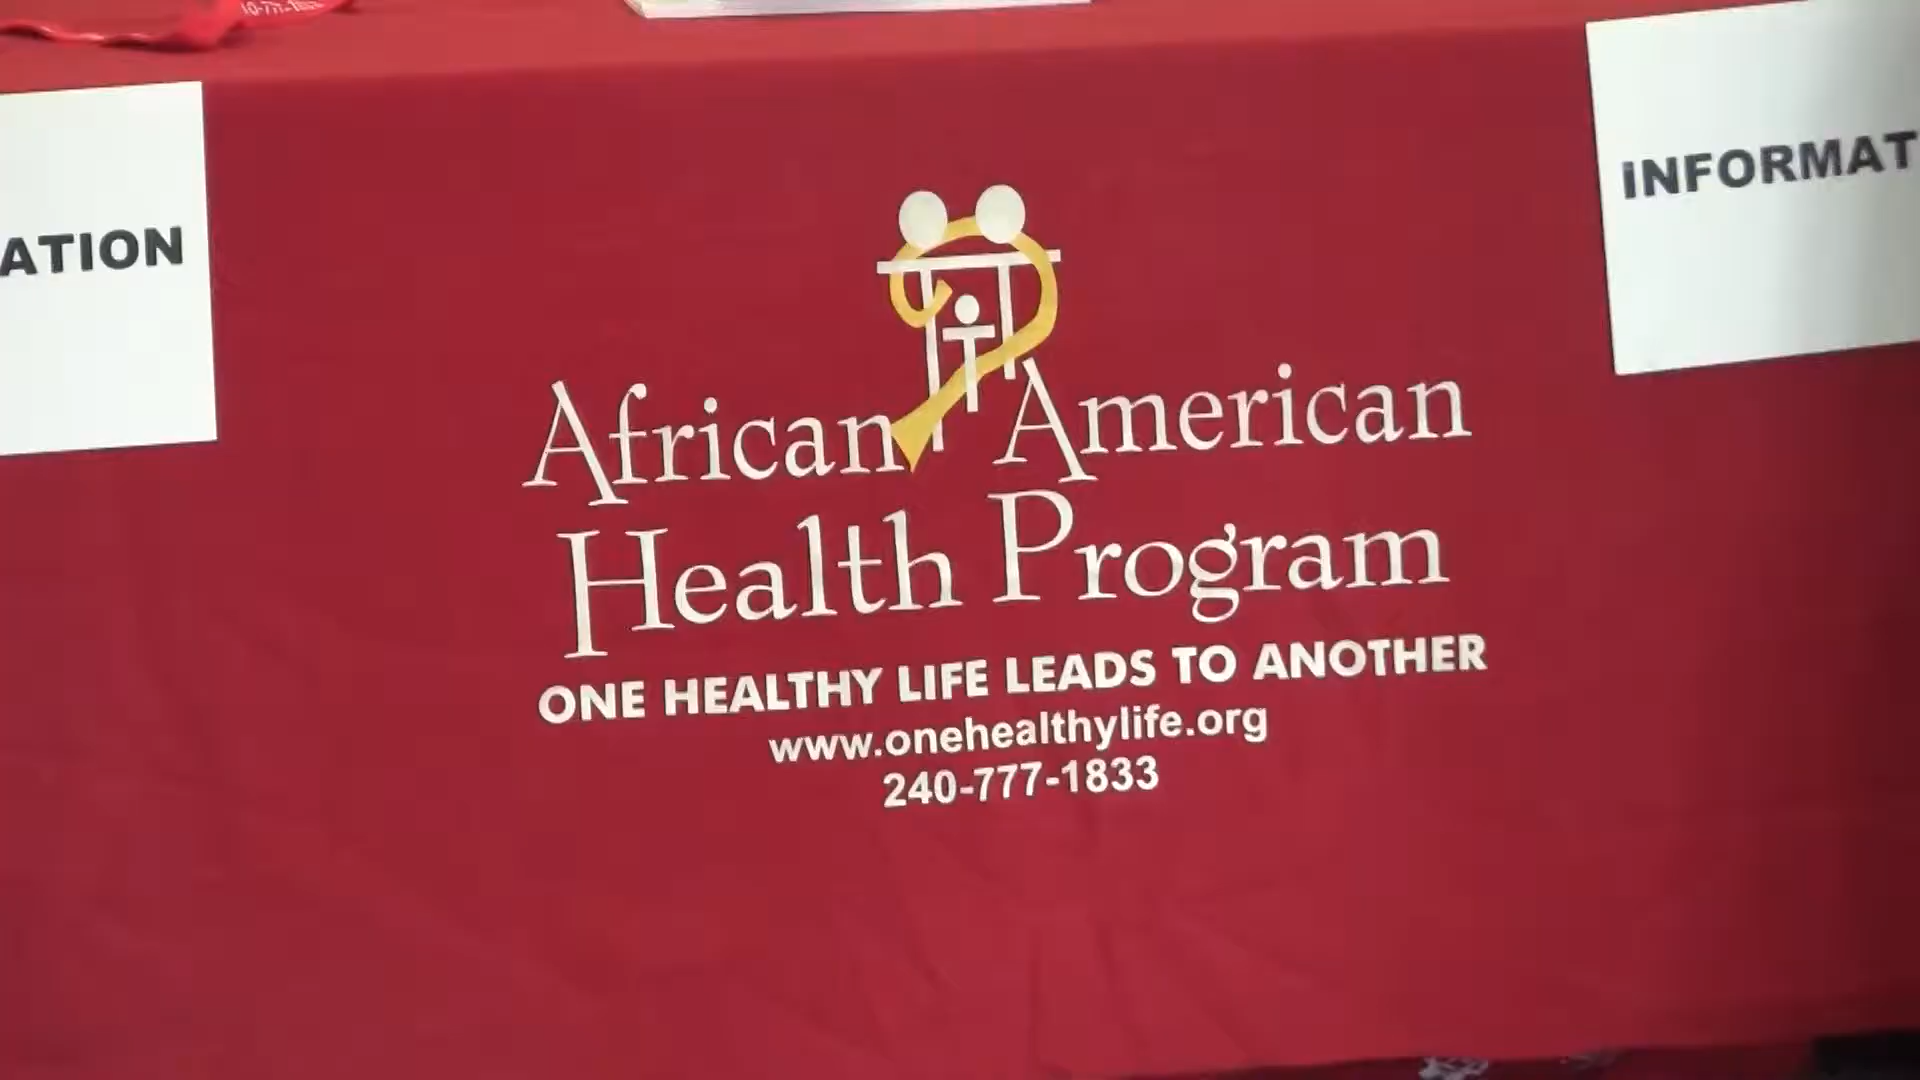 ATION
INFORMAT
African American
Health Program
ONE HEALTHY LIFE LEADS TO ANOTHER
www.onehealthylife.org
240-777-1833